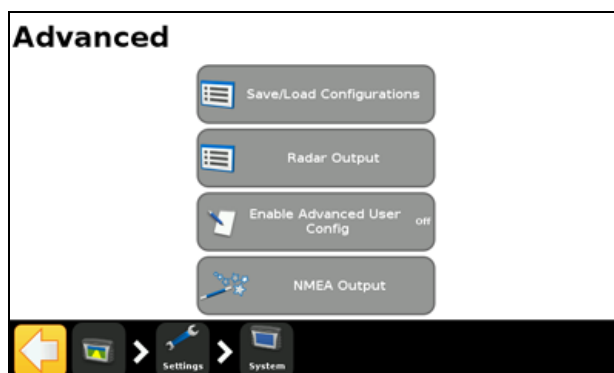 Advanced
Save/Load Configurations
Radar Output
Enable Advanced User
Config
Off
NMEA Output
Settings
System